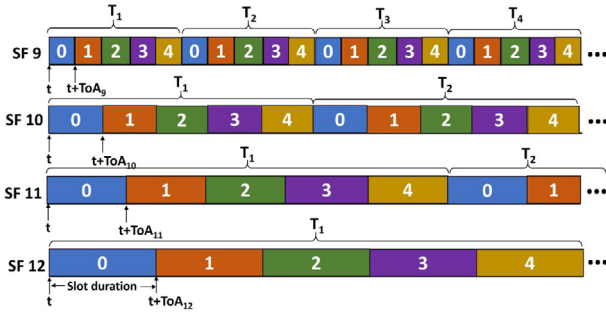 T1 T2 T3 T4
SF 9 0 1 2 3 4 0 1 2 3 4 0 1 2 3 4 0 1 2 3 4 ...
t t+ToA9
T1 T2
SF 10 0 1 2 3 4 0 1 2 3 4 ...
t t+ToA10
T1 T2
SF 11 0 1 2 3 4 0 1 ...
t t+ToA11
T1
SF 12 0 1 2 3 4 ...
t Slot duration t+ToA12